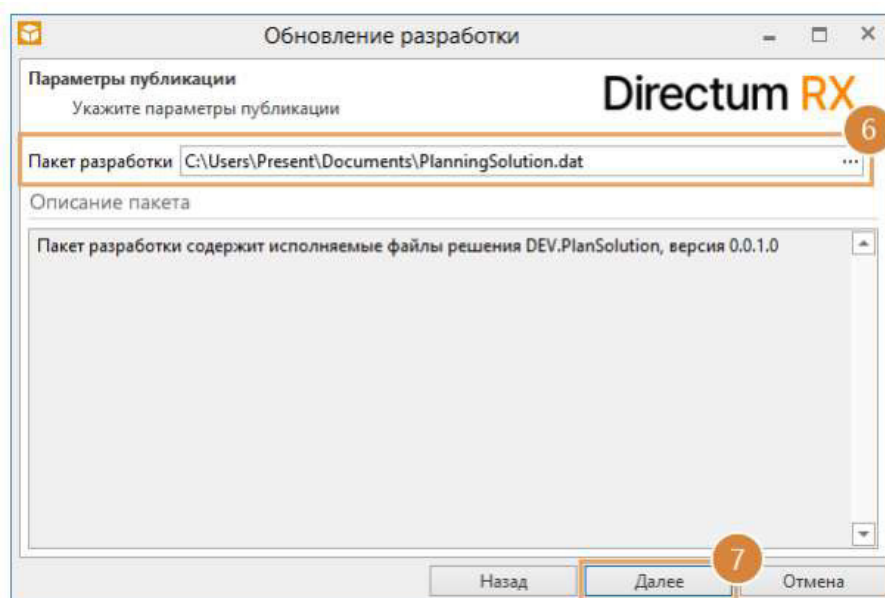 Обновление разработки
Параметры публикации
Укажите параметры публикации
Directum RX
6
Пакет разработки C:\Users\Present\Documents\PlanningSolution.dat ...
Описание пакета
Пакет разработки содержит исполняемые файлы решения DEV.PlanSolution, версия 0.0.1.0
7
Назад Далее Отмена